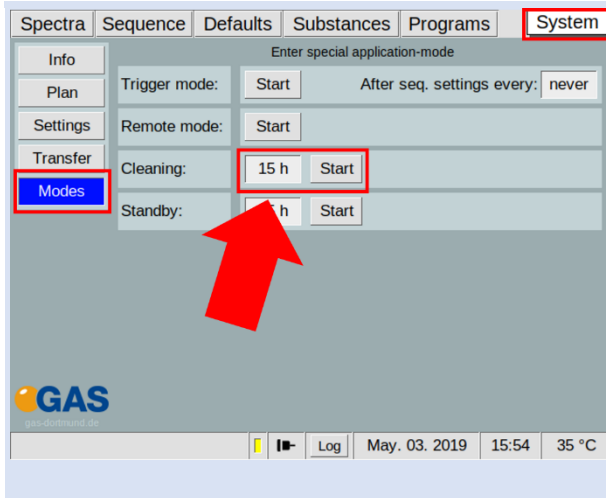 Spectra Sequence Defaults Substances Programs System
Info
Enter special application-mode
Plan
Trigger mode: Start After seq. settings every: never
Settings
Remote mode: Start
Transfer
Cleaning: 15 h Start
Modes
Standby: h Start
GAS
gas-dortmund.de
Log May. 03. 2019 15:54 35 °C